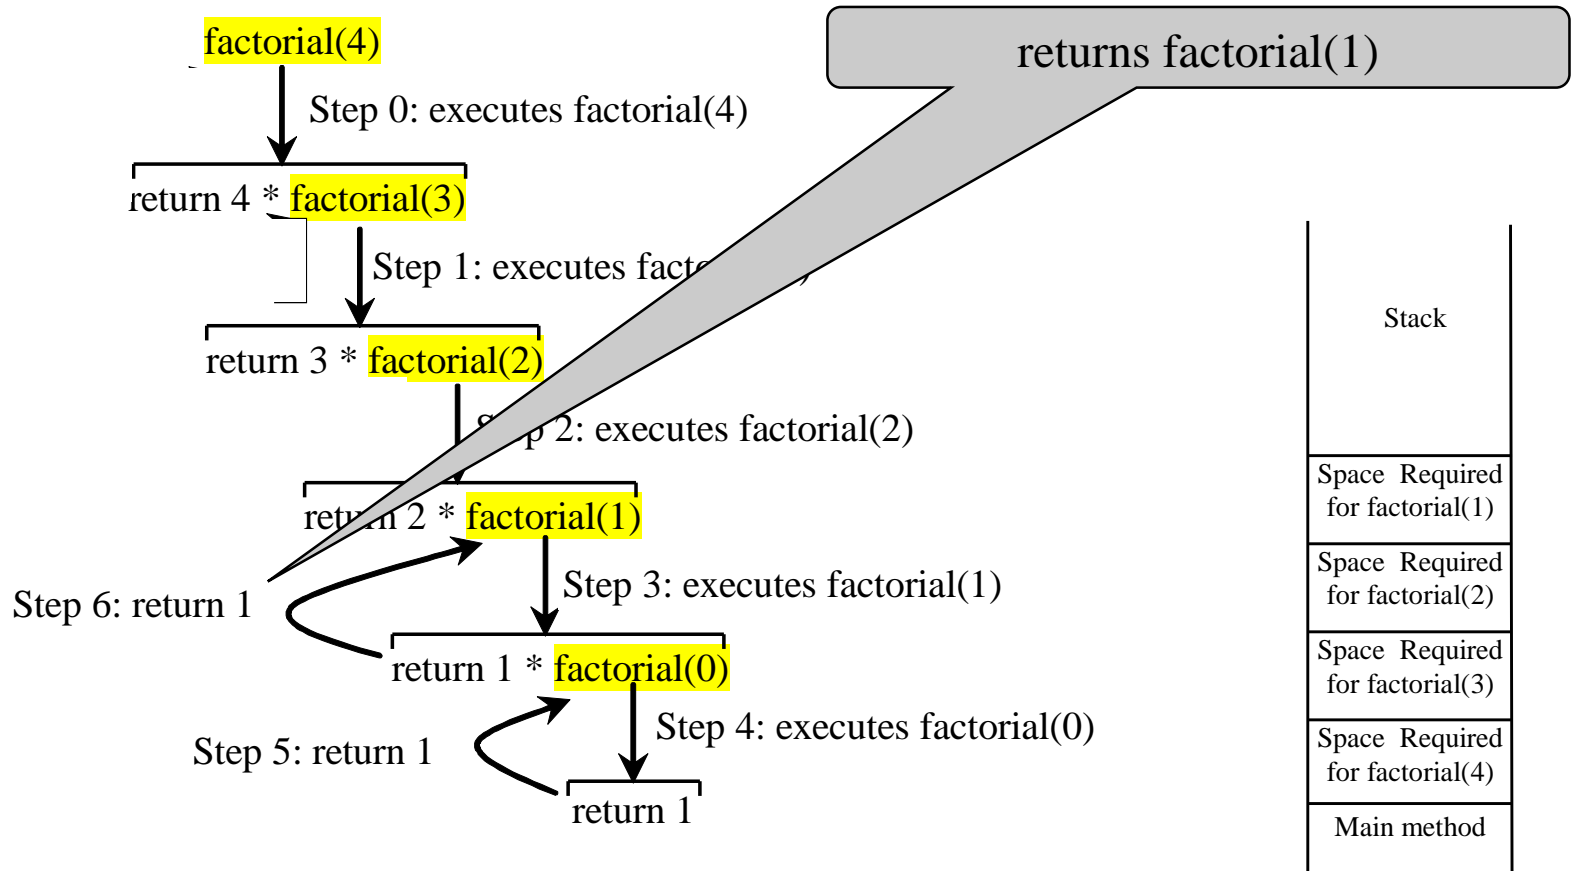 factorial(4)
returns factorial(1)
Step 0: executes factorial(4)
return 4 * factorial(3)
Step 1: executes
return 3 * factorial(2)
2: executes factorial(2)
return 2 * factorial(1)
Step 3: executes factorial(1)
Step 6: return 1
return 1 * factorial(0)
Step 4: executes factorial(0)
Step 5: return 1
return 1
Stack
Space Required
for factorial(1)
Space Required
for factorial(2)
Space Required
for factorial(3)
Space Required
for factorial(4)
Main method